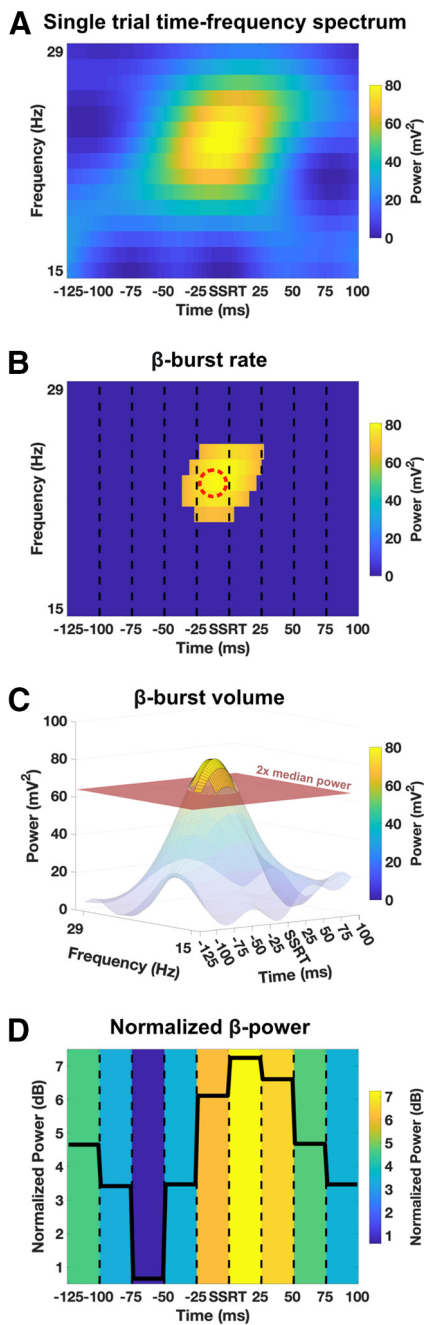 A Single trial time-frequency spectrum
29
15
Frequency (Hz)
-125 -100 -75 -50 -25 SSRT 25 50 75 100
Time (ms)
80
60
40
20
0
Power (mV²)
B β-burst rate
29
15
Frequency (Hz)
-125 -100 -75 -50 -25 SSRT 25 50 75 100
Time (ms)
80
60
40
20
0
Power (mV²)
C β-burst volume
100
80
60
40
20
0
Power (mV²)
2x median power
29
15
Frequency (Hz)
-125 -100 -75 -50 -25 SSRT 25 50 75 100
Time (ms)
80
60
40
20
0
Power (mV²)
D Normalized β-power
7
6
5
4
3
2
1
Normalized Power (dB)
-125 -100 -75 -50 -25 SSRT 25 50 75 100
Time (ms)
7
6
5
4
3
2
1
Normalized Power (dB)